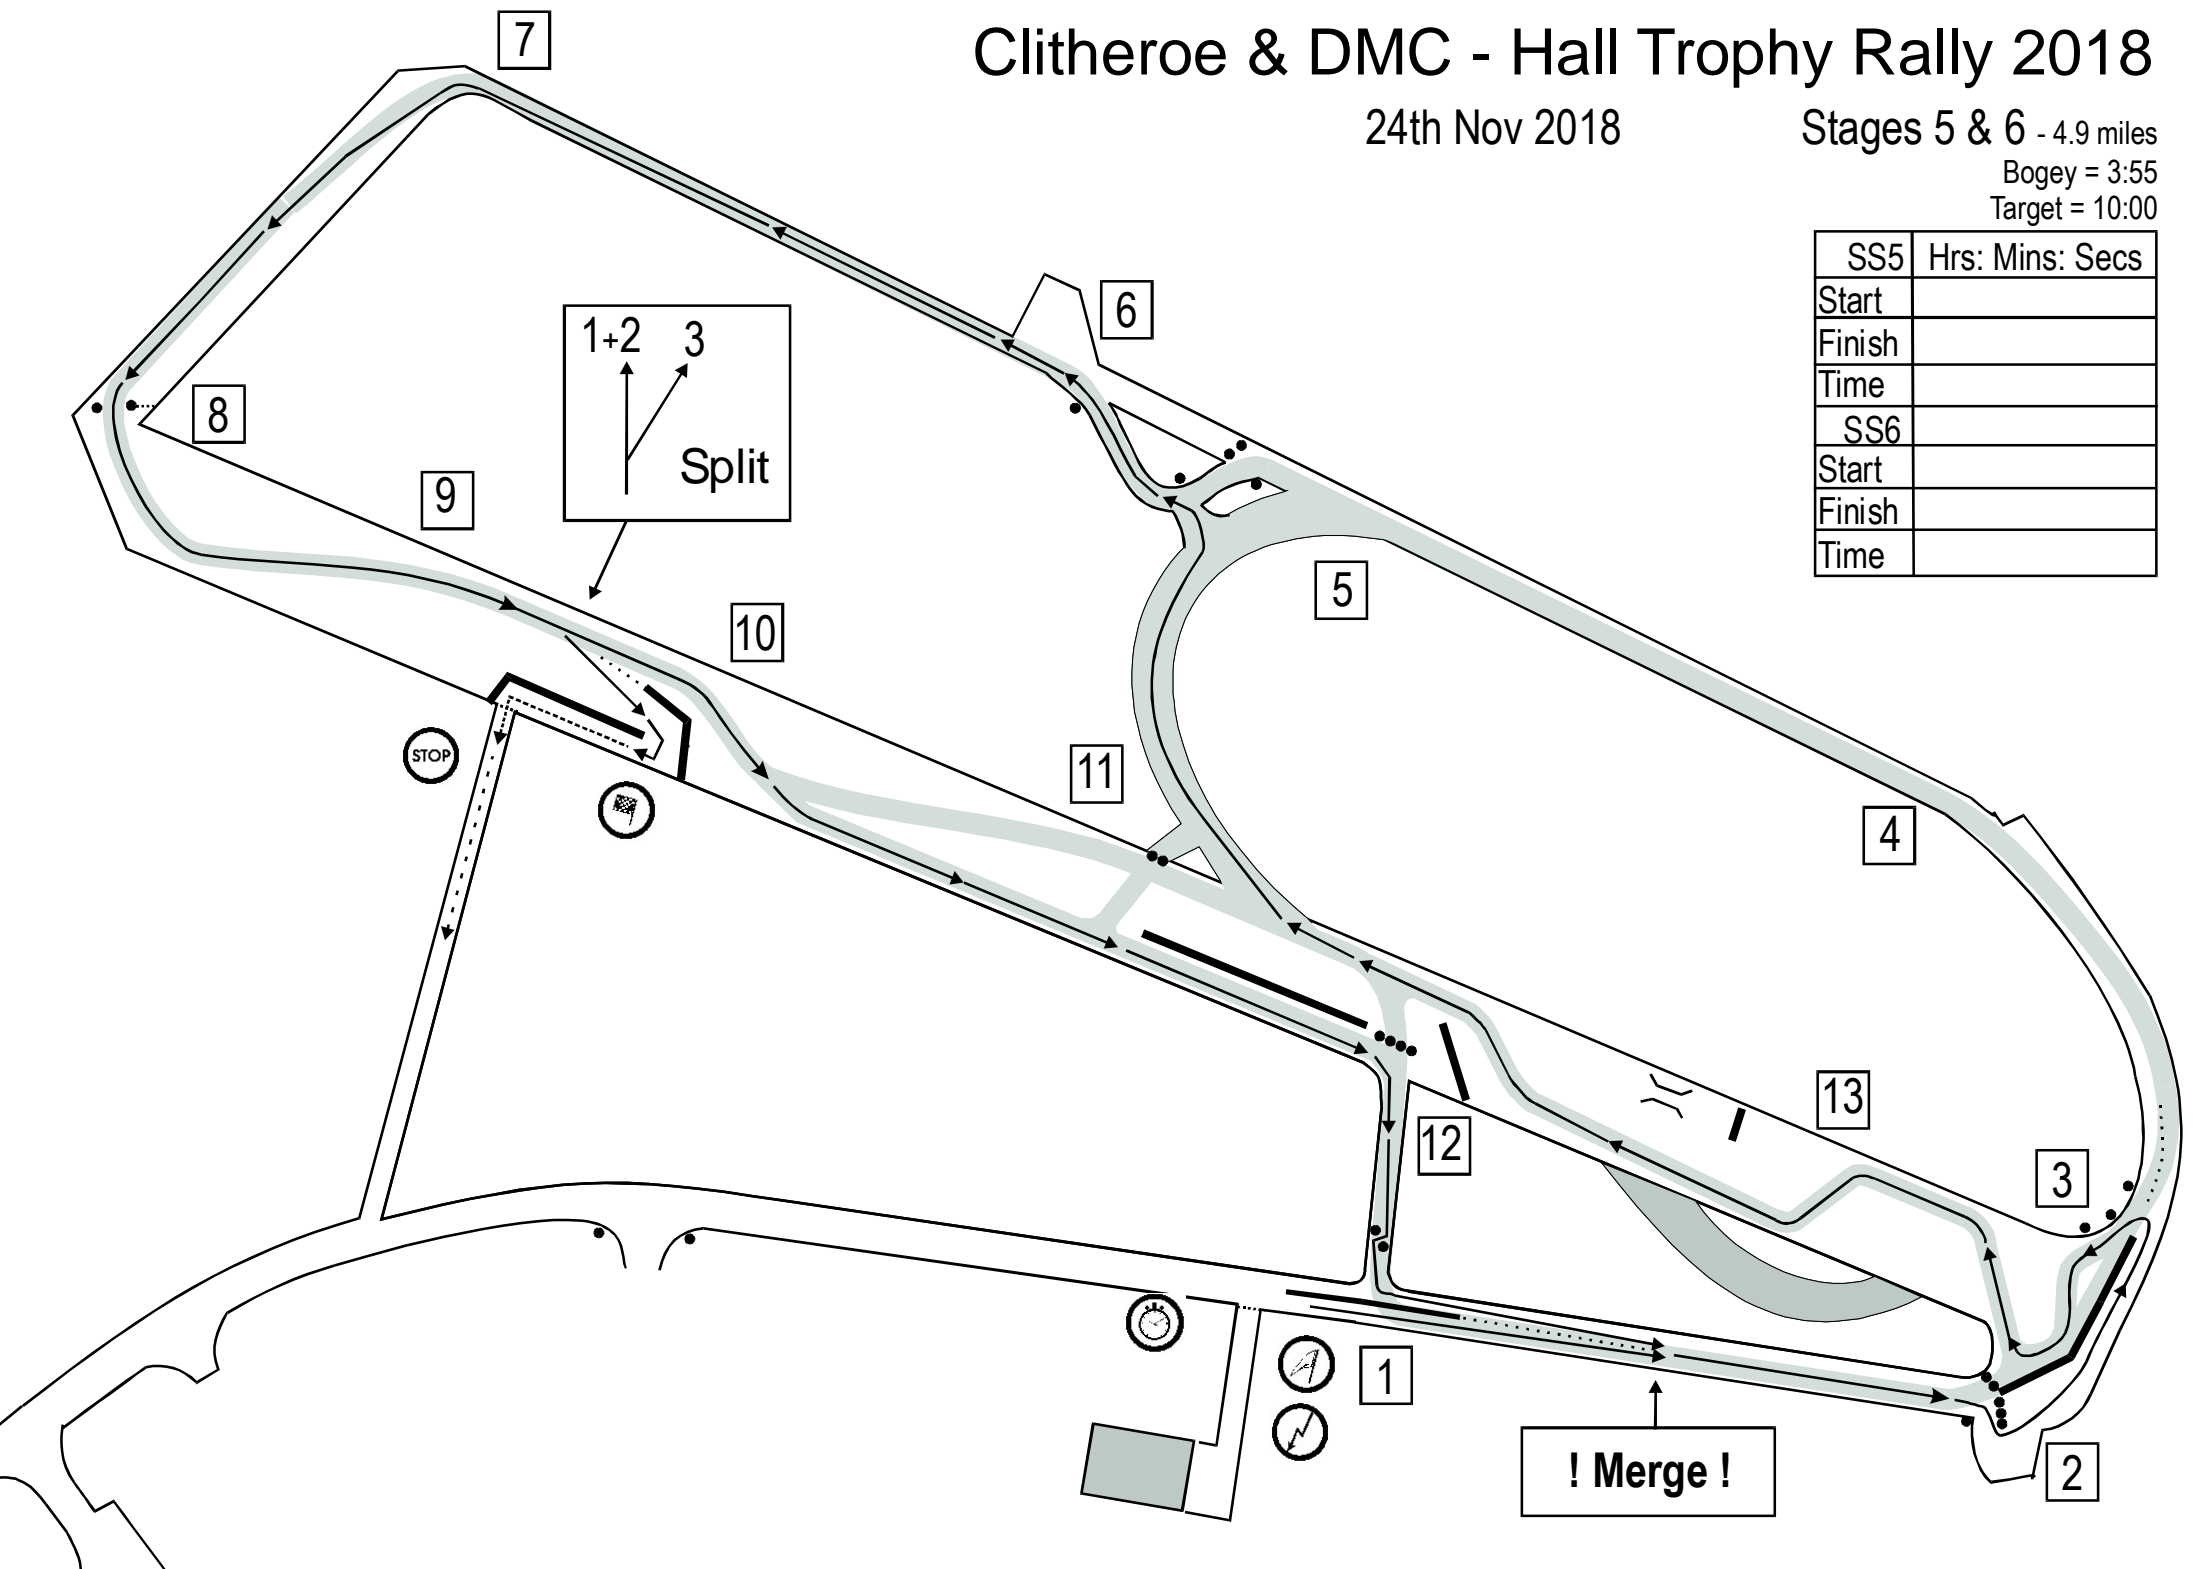 7
Clitheroe & DMC - Hall Trophy Rally 2018
24th Nov 2018
Stages 5 & 6 - 4.9 miles
Bogey = 3:55
Target = 10:00
SS5 Hrs: Mins: Secs
Start
Finish
Time
SS6
Start
Finish
Time
6
1+2 3
Split
8
9
5
10
11
STOP
4
13
12
3
1
! Merge !
2